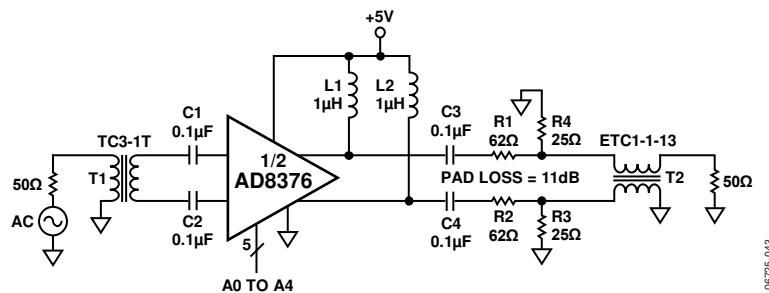 +5V
L1
1µH
L2
1µH
C1
0.1µF
C3
0.1µF
R1
62Ω
R4
25Ω
TC3-1T
ETC1-1-13
50Ω
T1
1/2
AD8376
PAD LOSS = 11dB
T2
50Ω
AC
C2
0.1µF
C4
0.1µF
R2
62Ω
R3
25Ω
5
A0 TO A4
06725-043